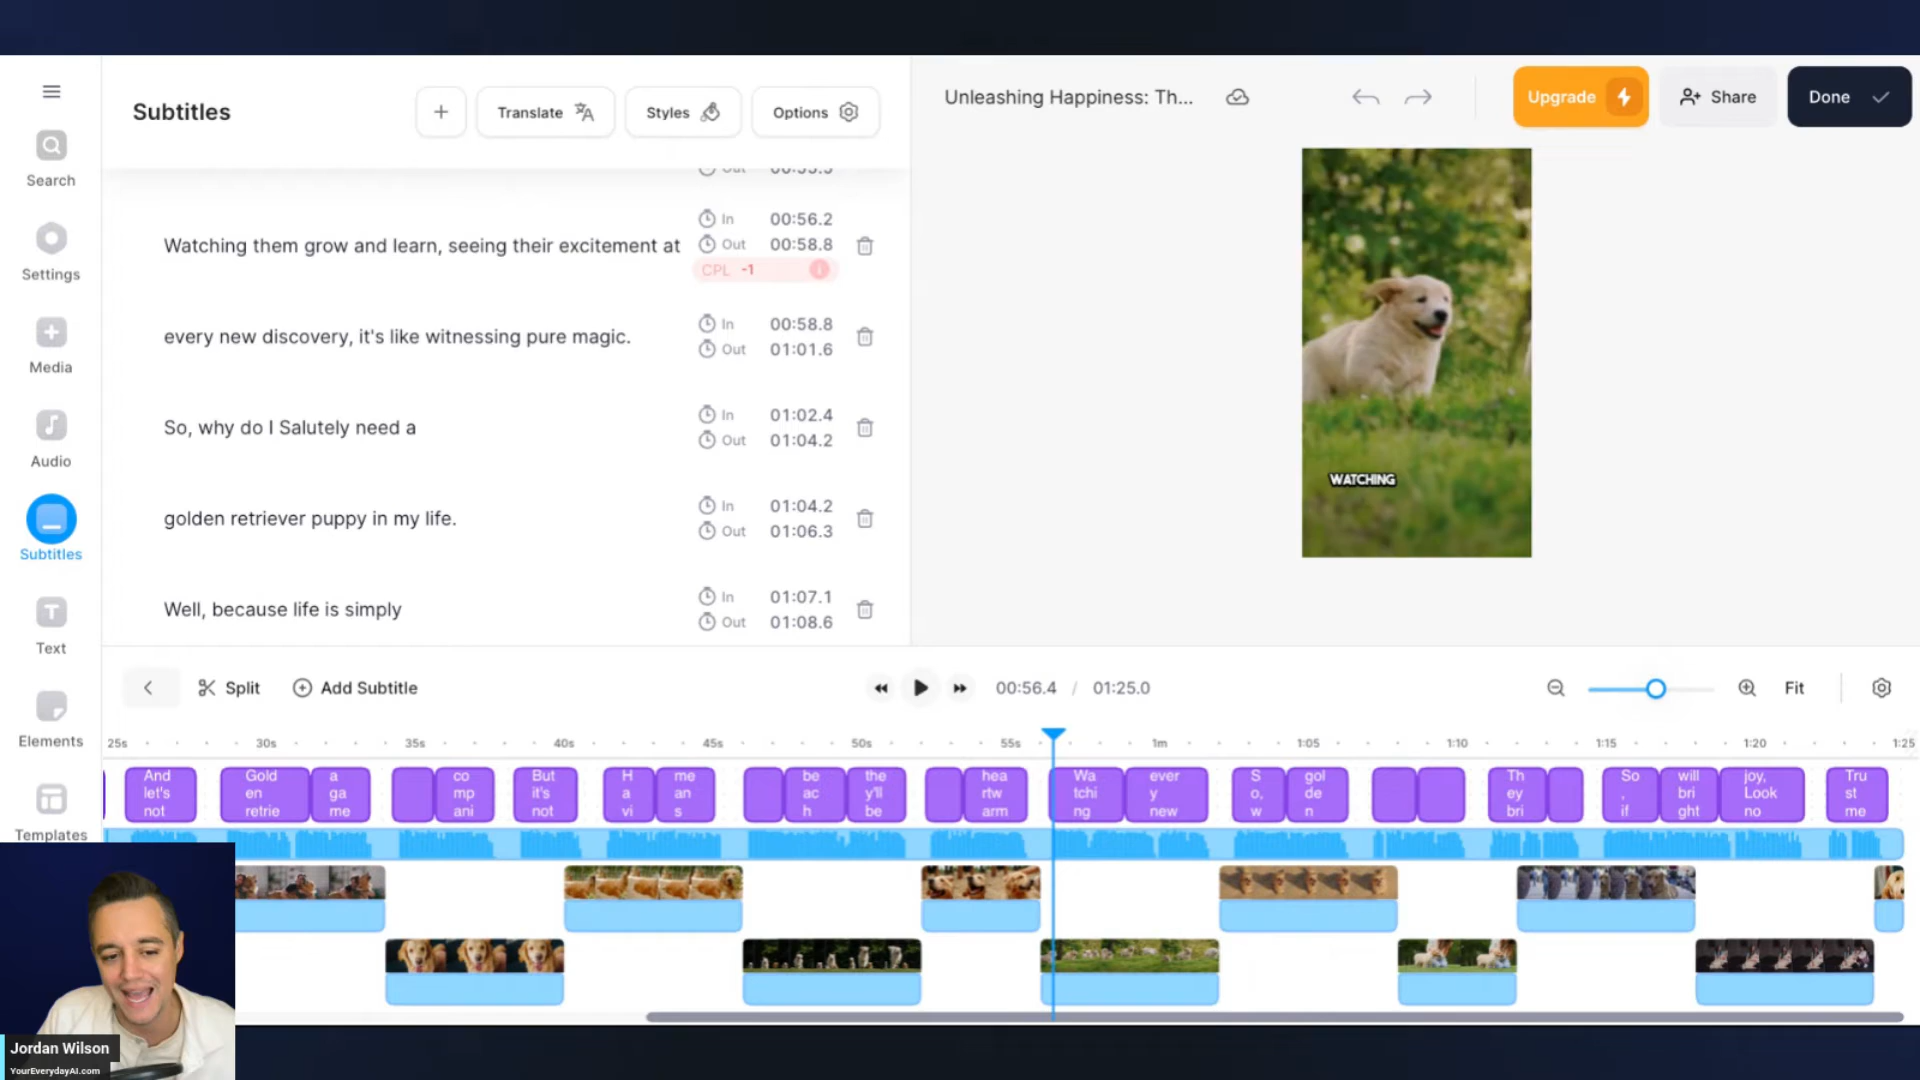 Subtitles
Translate
Styles
Options
Unleashing Happiness: Th...
Upgrade
Share
Done
Search
Settings
Media
Audio
Subtitles
Text
Elements
Templates
In 00:56.2
Watching them grow and learn, seeing their excitement at
Out 00:58.8
CPL -1
In 00:58.8
every new discovery, it's like witnessing pure magic.
Out 01:01.6
In 01:02.4
So, why do I Salutely need a
Out 01:04.2
In 01:04.2
golden retriever puppy in my life.
Out 01:06.3
In 01:07.1
Well, because life is simply
Out 01:08.6
WATCHING
Split
Add Subtitle
00:56.4 / 01:25.0
Fit
25s 30s 35s 40s 45s 50s 55s 1m 1:05 1:10 1:15 1:20 1:25
And let's not
Gold en retrie
a ga me
co mp ani
But it's not
H a vi
me an s
be ac h
the y'll be
hea rtw arm
Wa tchi ng
ever y new
S o, w
gol de n
Th ey bri
So , if
will bri ght
joy, Look no
Tru st me
Jordan Wilson
YourEverydayAI.com